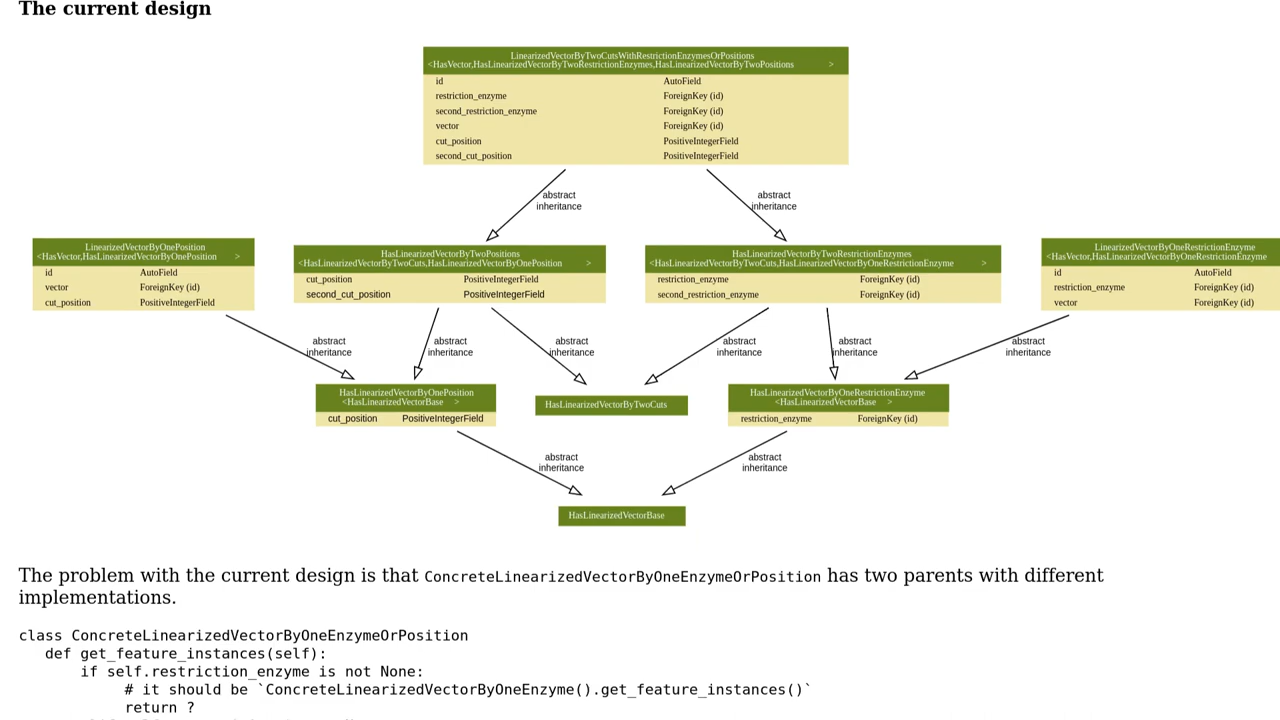 The current design
LinearizedVectorByTwoCutsWithRestrictionEnzymesOrPositions
<HasVector,HasLinearizedVectorByTwoRestrictionEnzymes,HasLinearizedVectorByTwoPositions >
id AutoField
restriction_enzyme ForeignKey (id)
second_restriction_enzyme ForeignKey (id)
vector ForeignKey (id)
cut_position PositiveIntegerField
second_cut_position PositiveIntegerField
abstract
inheritance
abstract
inheritance
LinearizedVectorByOnePosition
<HasVector,HasLinearizedVectorByOnePosition >
id AutoField
vector ForeignKey (id)
cut_position PositiveIntegerField
HasLinearizedVectorByTwoPositions
<HasLinearizedVectorByTwoCuts,HasLinearizedVectorByOnePosition >
cut_position PositiveIntegerField
second_cut_position PositiveIntegerField
HasLinearizedVectorByTwoRestrictionEnzymes
<HasLinearizedVectorByTwoCuts,HasLinearizedVectorByOneRestrictionEnzyme >
restriction_enzyme ForeignKey (id)
second_restriction_enzyme ForeignKey (id)
LinearizedVectorByOneRestrictionEnzyme
<HasVector,HasLinearizedVectorByOneRestrictionEnzyme
id AutoField
restriction_enzyme ForeignKey (id)
vector ForeignKey (id)
abstract
inheritance
abstract
inheritance
abstract
inheritance
abstract
inheritance
abstract
inheritance
abstract
inheritance
HasLinearizedVectorByOnePosition
<HasLinearizedVectorBase >
cut_position PositiveIntegerField
HasLinearizedVectorByTwoCuts
HasLinearizedVectorByOneRestrictionEnzyme
<HasLinearizedVectorBase >
restriction_enzyme ForeignKey (id)
abstract
inheritance
abstract
inheritance
HasLinearizedVectorBase
The problem with the current design is that ConcreteLinearizedVectorByOneEnzymeOrPosition has two parents with different
implementations.
class ConcreteLinearizedVectorByOneEnzymeOrPosition
def get_feature_instances(self):
if self.restriction_enzyme is not None:
# it should be `ConcreteLinearizedVectorByOneEnzyme().get_feature_instances()`
return ?